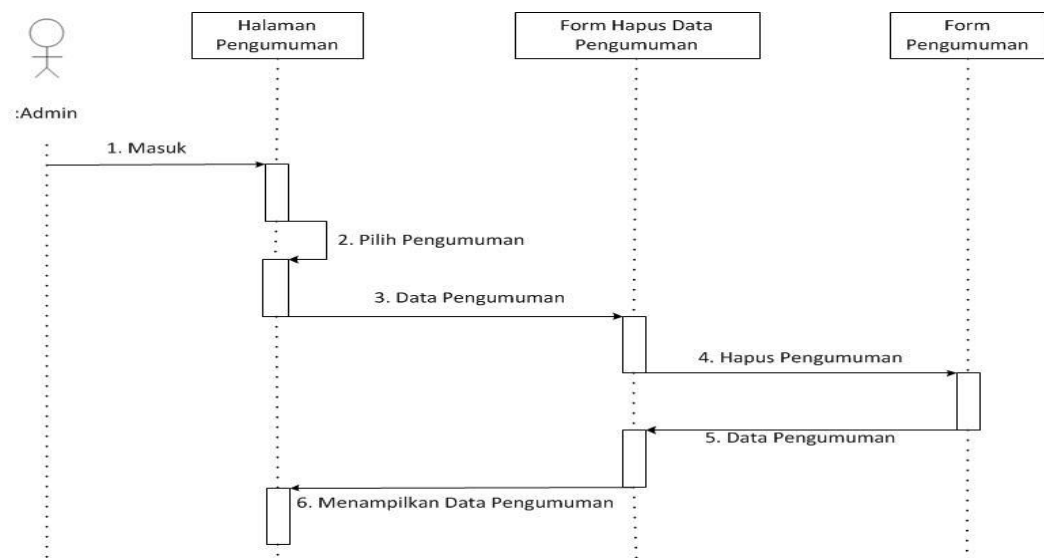 Halaman
Pengumuman
Form Hapus Data
Pengumuman
Form
Pengumuman
:Admin
1. Masuk
2. Pilih Pengumuman
3. Data Pengumuman
4. Hapus Pengumuman
5. Data Pengumuman
6. Menampilkan Data Pengumuman